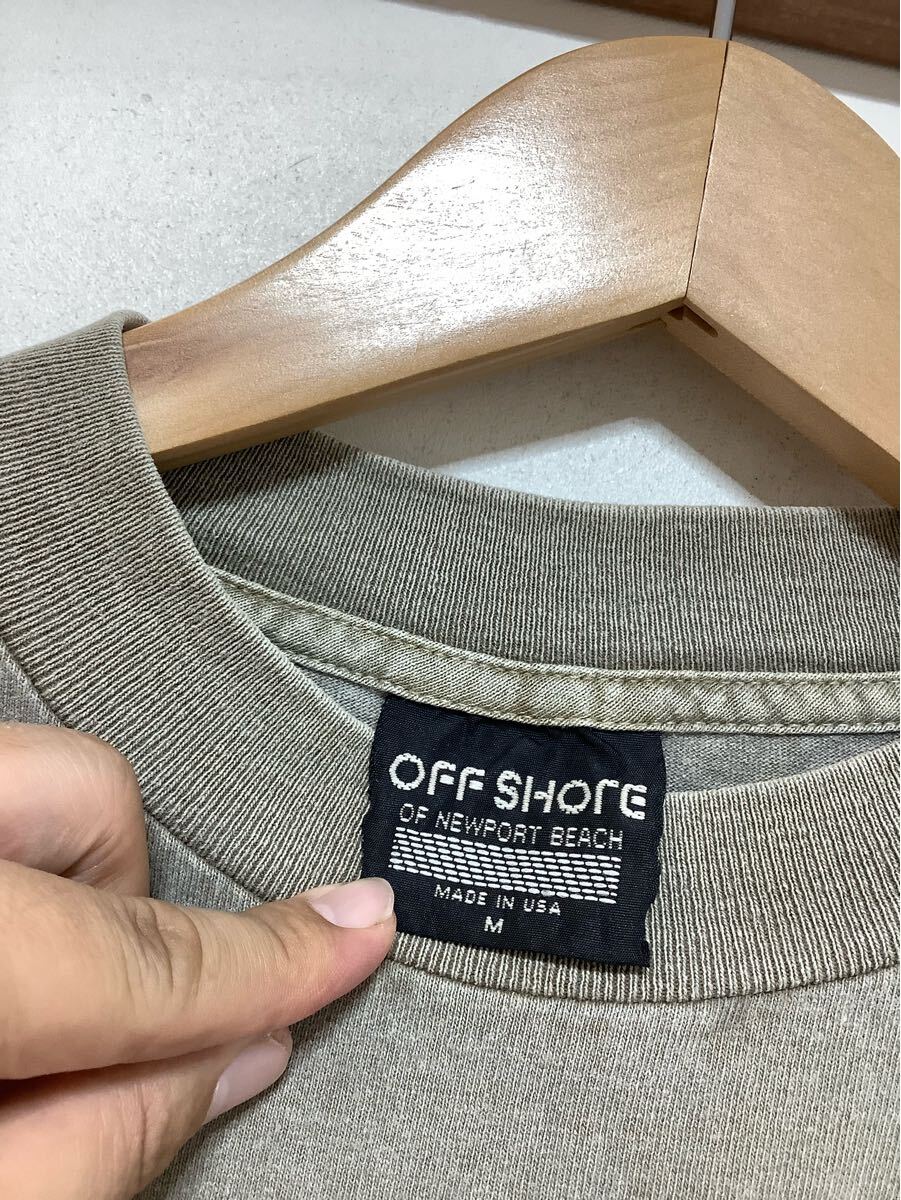 OFF SHOrE
OF NEWPORT BEACH
MADE IN USA
M